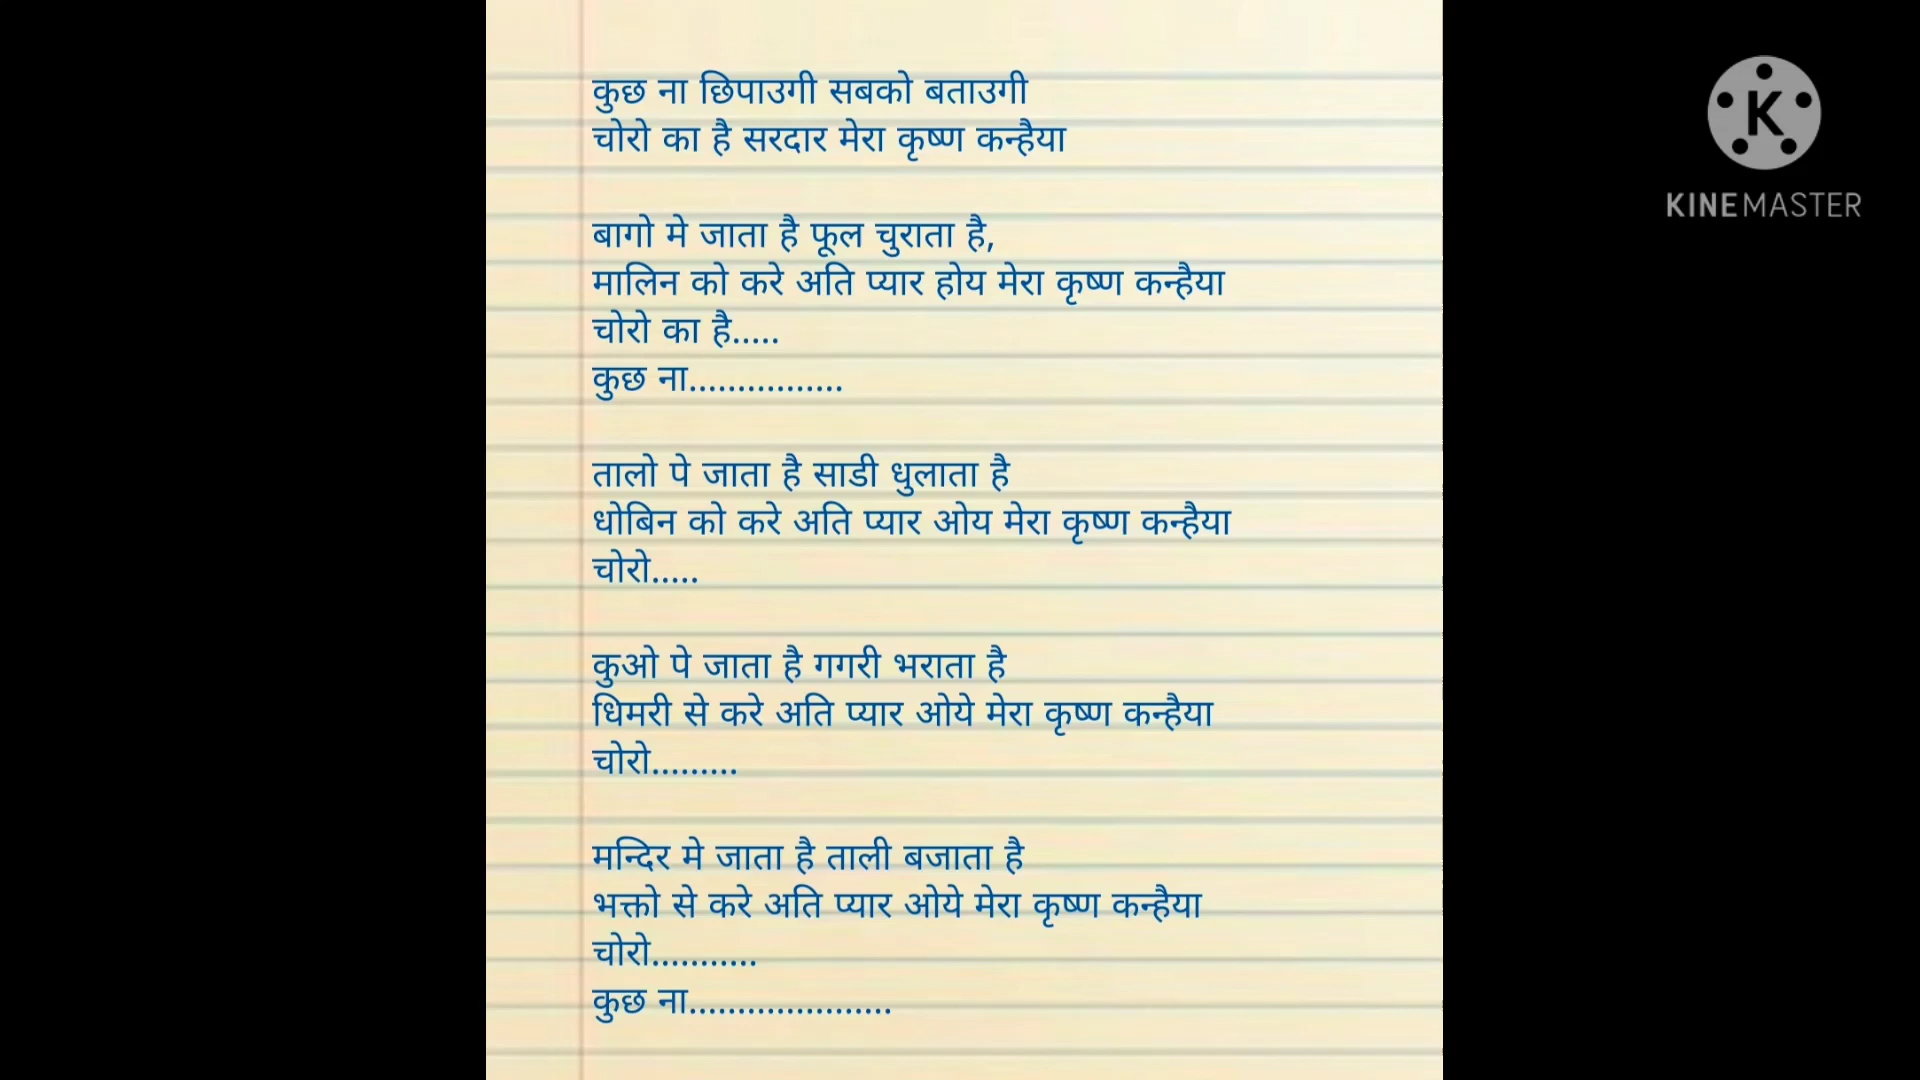 कुछ ना छिपाउगी सबको बताउगी
चोरो का है सरदार मेरा कृष्ण कन्हैया
बागो मे जाता है फूल चुराता है,
मालिन को करे अति प्यार होय मेरा कृष्ण कन्हैया
चोरो का है.....
कुछ ना................
तालो पे जाता है साडी धुलाता है
धोबिन को करे अति प्यार ओय मेरा कृष्ण कन्हैया
चोरो.....
कुओ पे जाता है गगरी भराता है
धिमरी से करे अति प्यार ओये मेरा कृष्ण कन्हैया
चोरो.........
मन्दिर मे जाता है ताली बजाता है
भक्तो से करे अति प्यार ओये मेरा कृष्ण कन्हैया
चोरो...........
कुछ ना.....................
K
KINEMASTER